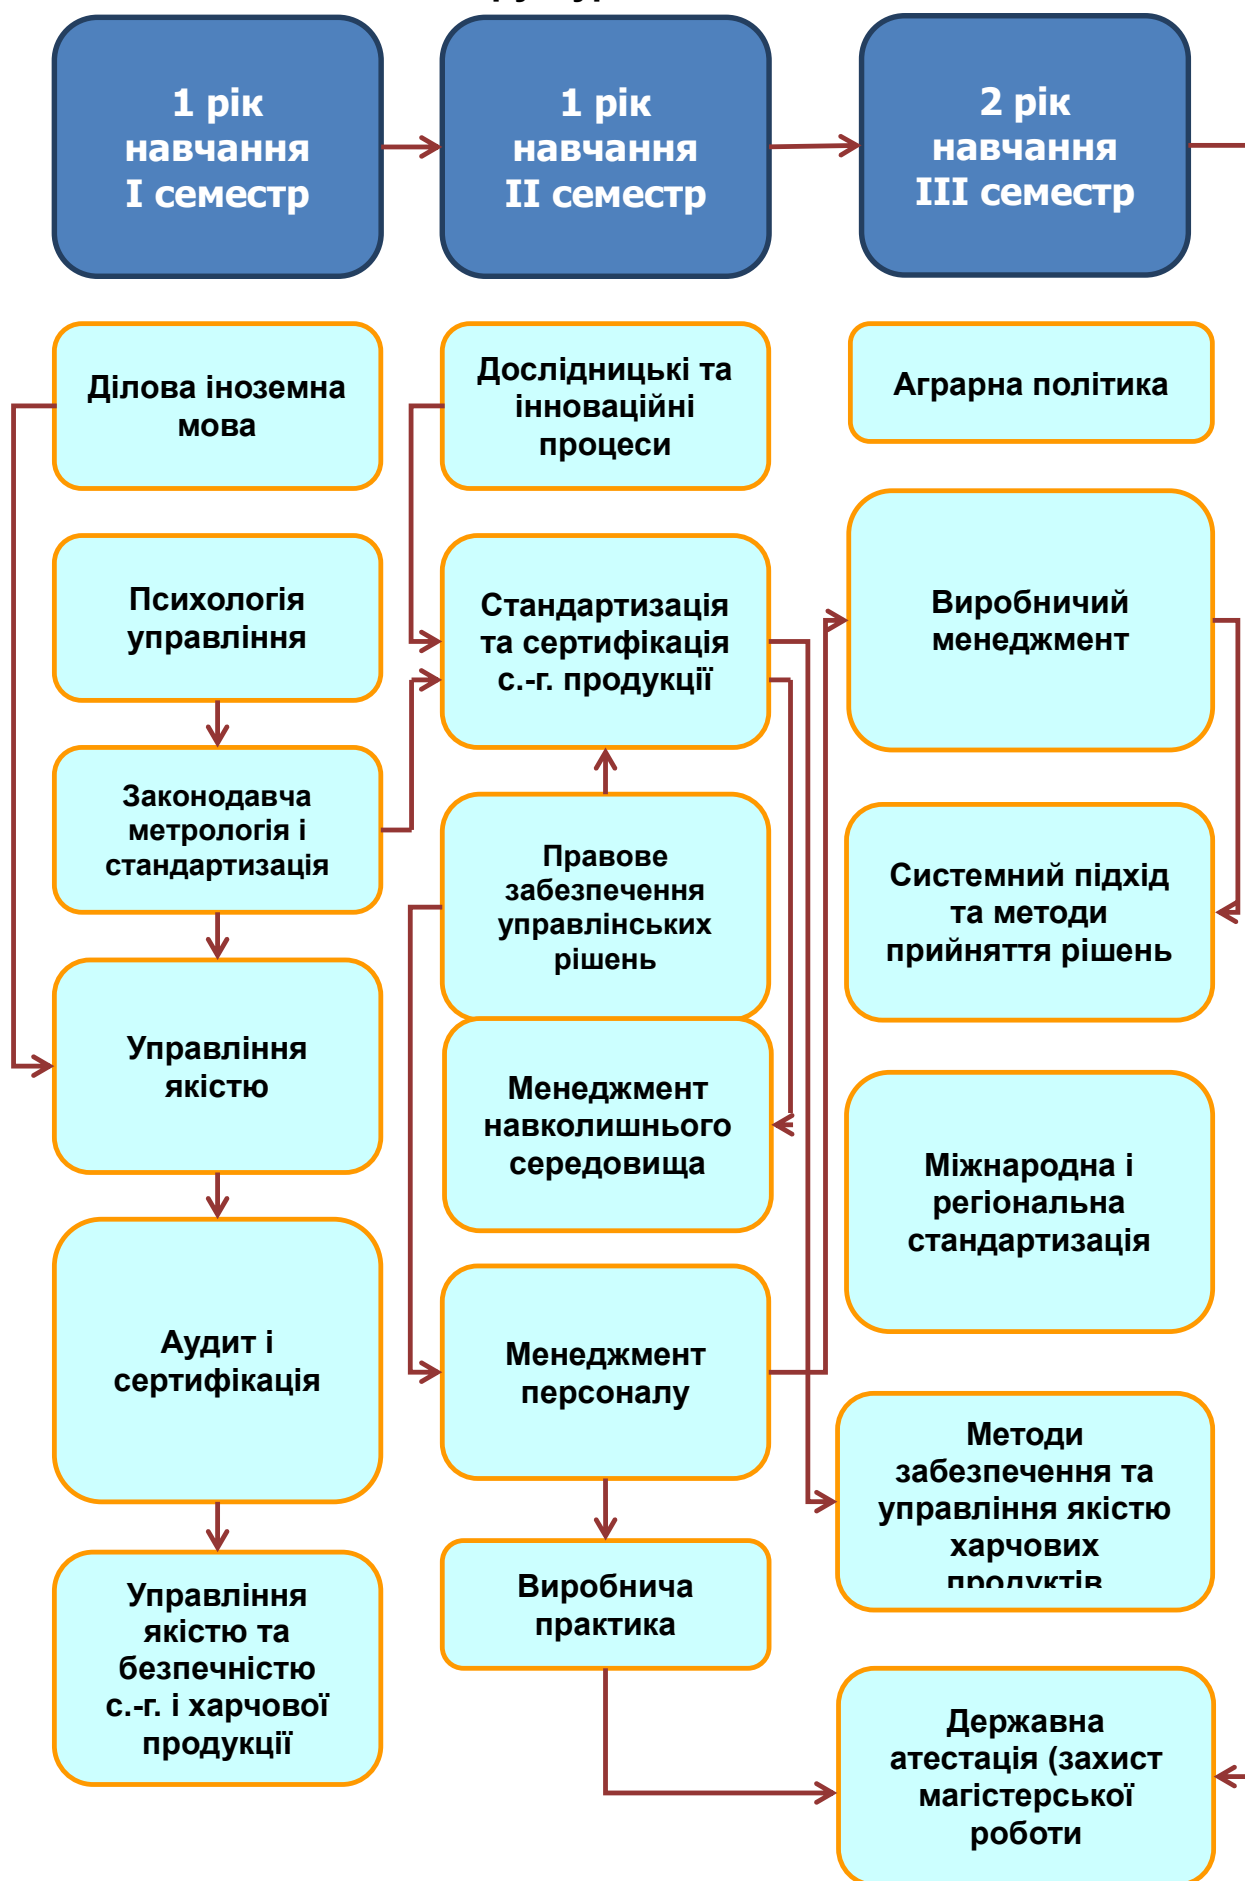 1 рік
навчання
I семестр
1 рік
навчання
II семестр
2 рік
навчання
III семестр
Ділова іноземна
мова
Психологія
управління
Законодавча
метрологія і
стандартизація
Управління
якістю
Аудит і
сертифікація
Управління
якістю та
безпечністю
с.-г. і харчової
продукції
Дослідницькі та
інноваційні
процеси
Стандартизація
та сертифікація
с.-г. продукції
Правове
забезпечення
управлінських
рішень
Менеджмент
навколишнього
середовища
Менеджмент
персоналу
Виробнича
практика
Аграрна політика
Виробничий
менеджмент
Системний підхід
та методи
прийняття рішень
Міжнародна і
регіональна
стандартизація
Методи
забезпечення та
управління якістю
харчових
продуктів
Державна
атестація (захист
магістерської
роботи